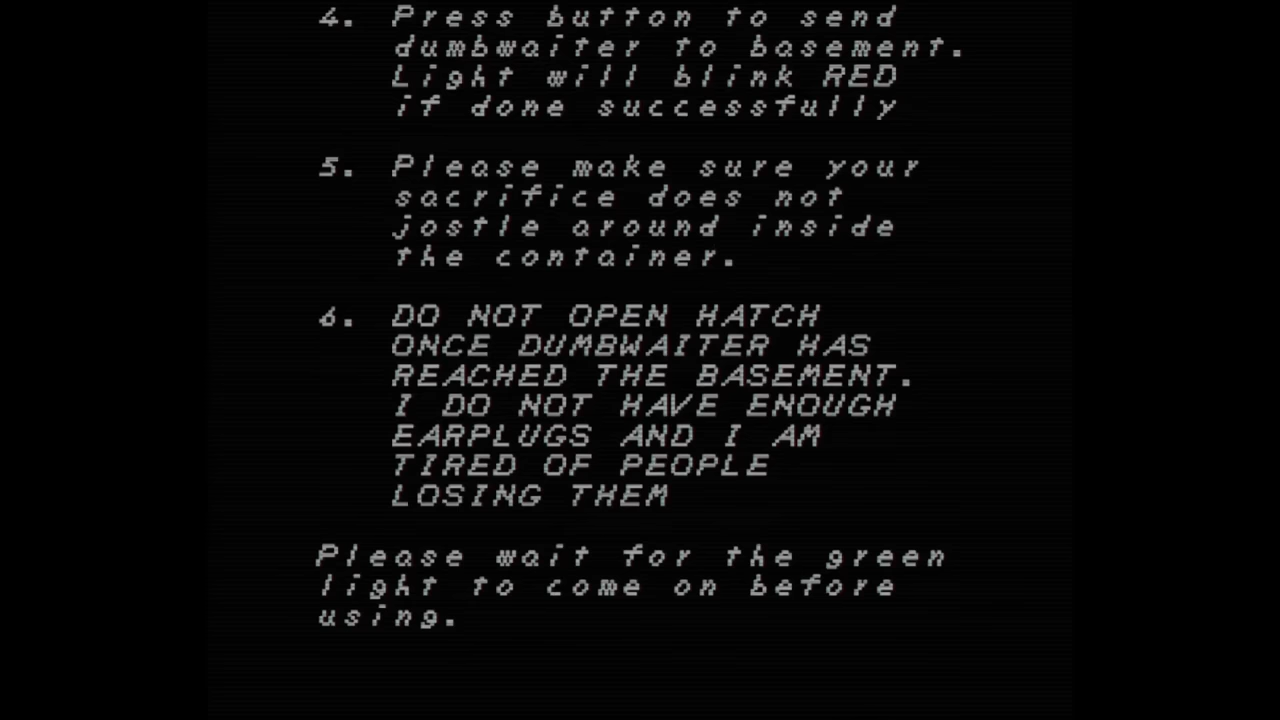 4. Press button to send
dumbwaiter to basement.
Light will blink RED
if done successfully
5. Please make sure your
sacrifice does not
jostle around inside
the container.
6. DO NOT OPEN HATCH
ONCE DUMBWAITER HAS
REACHED THE BASEMENT.
I DO NOT HAVE ENOUGH
EARPLUGS AND I AM
TIRED OF PEOPLE
LOSING THEM
Please wait for the green
light to come on before
using.